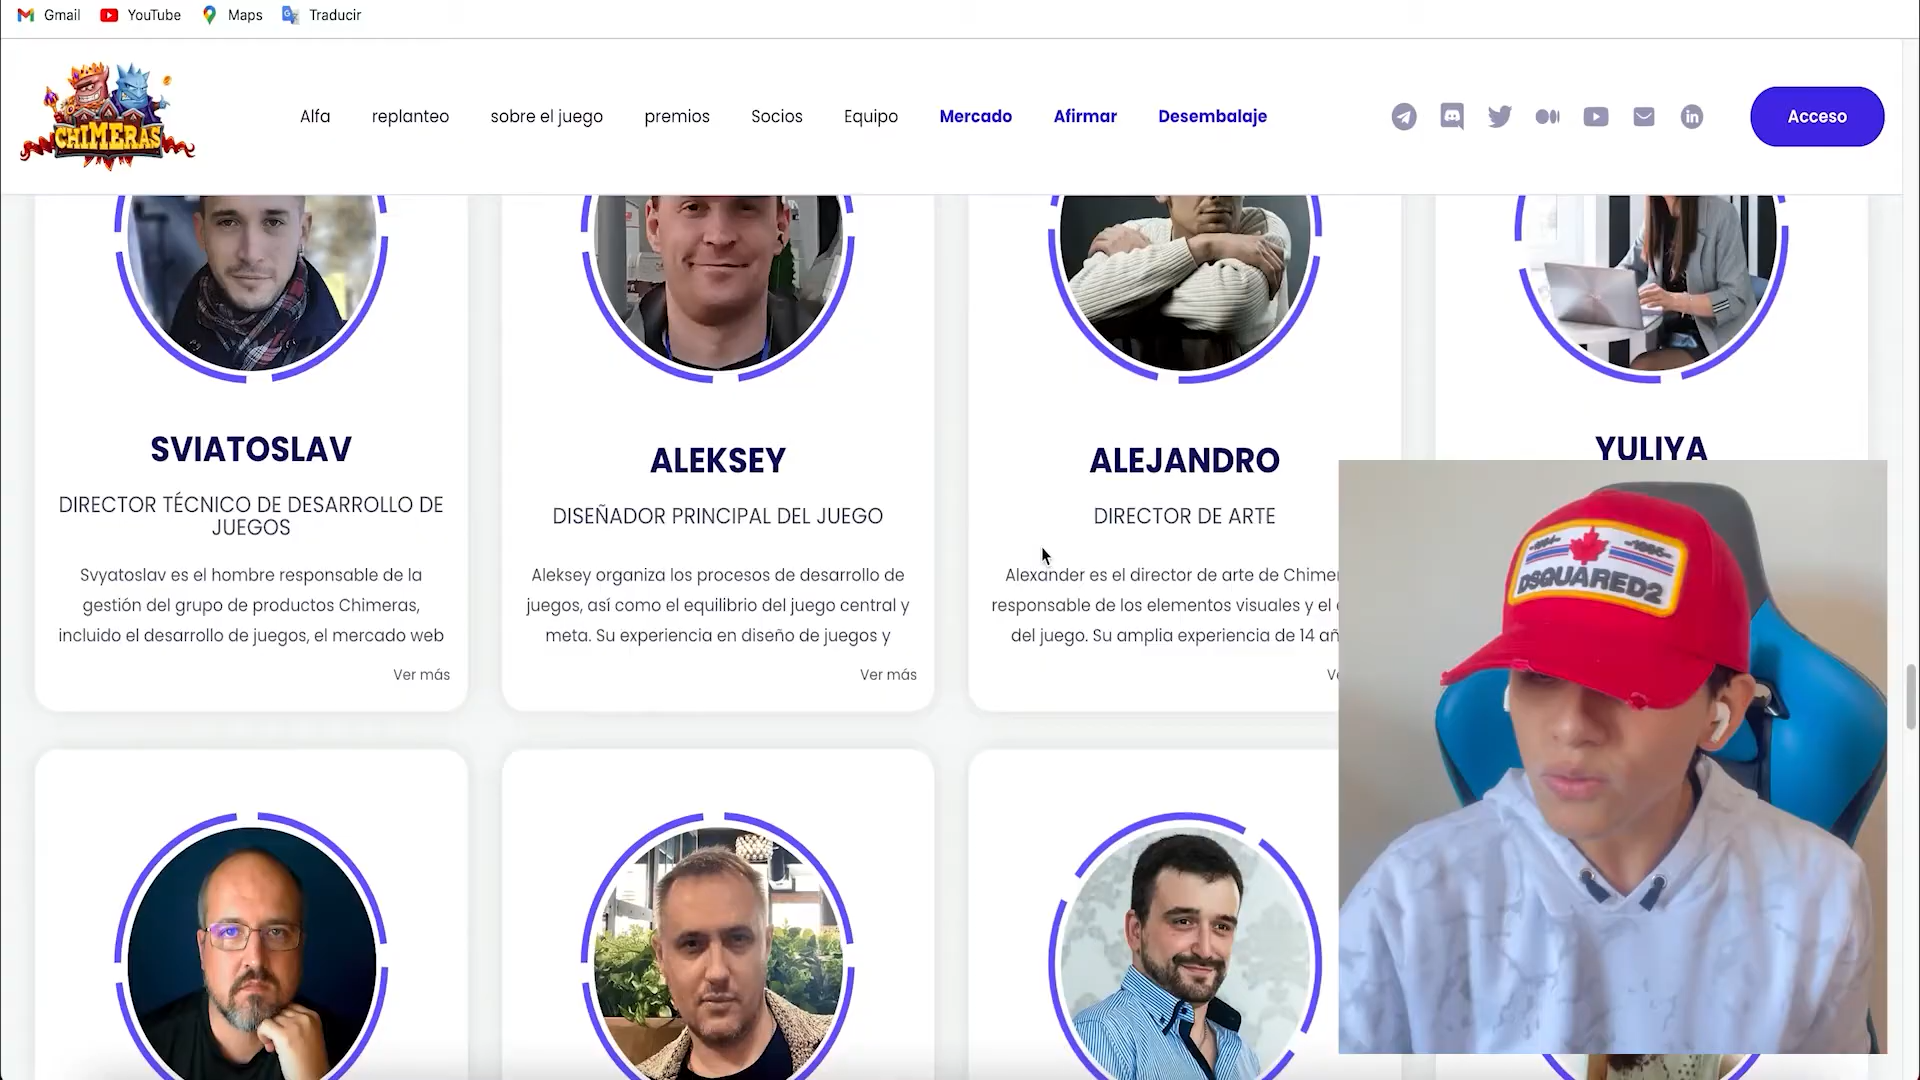 Gmail YouTube Maps Traducir
CHIMERAS
Alfa replanteo sobre el juego premios Socios Equipo Mercado Afirmar Desembalaje Acceso
SVIATOSLAV
DIRECTOR TÉCNICO DE DESARROLLO DE
JUEGOS
Svyatoslav es el hombre responsable de la
gestión del grupo de productos Chimeras,
incluido el desarrollo de juegos, el mercado web
Ver más
ALEKSEY
DISEÑADOR PRINCIPAL DEL JUEGO
Aleksey organiza los procesos de desarrollo de
juegos, así como el equilibrio del juego central y
meta. Su experiencia en diseño de juegos y
Ver más
ALEJANDRO
DIRECTOR DE ARTE
Alexander es el director de arte de Chimer
responsable de los elementos visuales y el
del juego. Su amplia experiencia de 14 añ
YULIYA
DSQUARED2